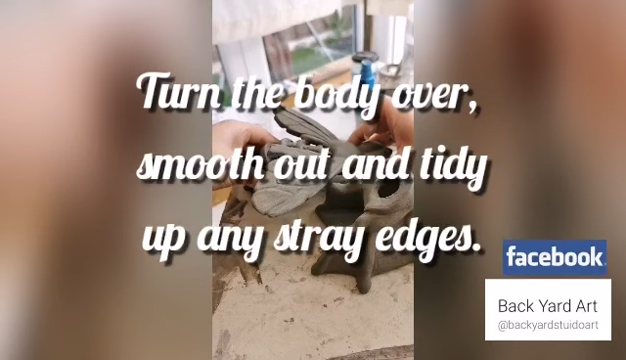 Turn the body over,
smooth out and tidy
up any stray edges.
facebook.
Back Yard Art
@backyardstuidoart